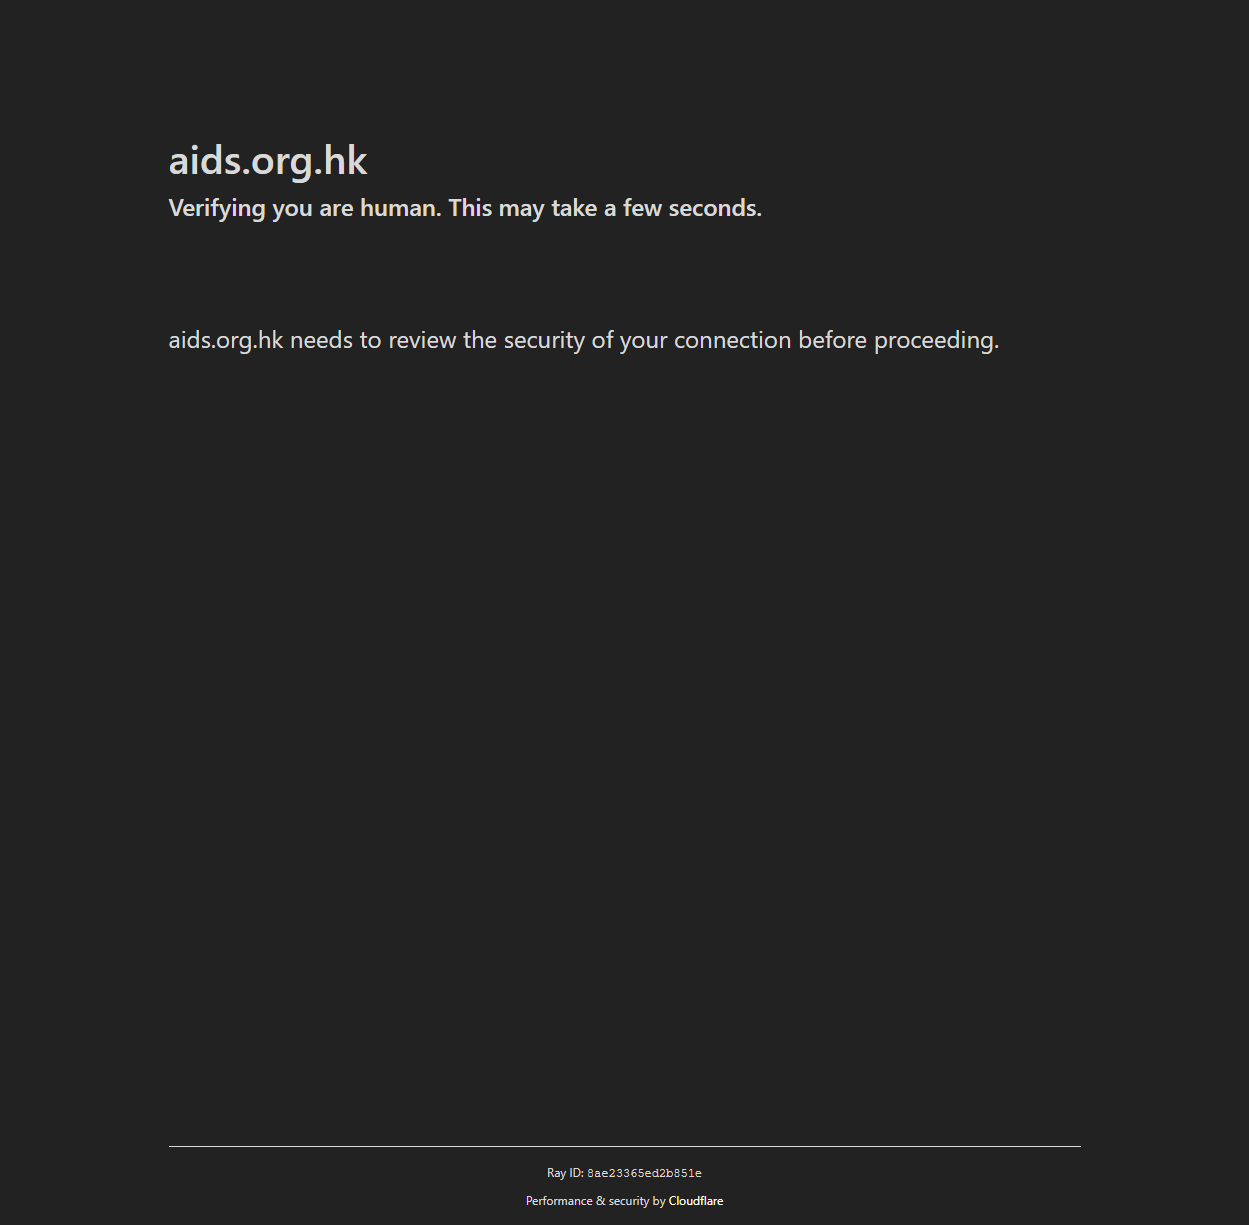 aids.org.hk
Verifying you are human. This may take a few seconds.
aids.org.hk needs to review the security of your connection before proceeding.
Ray ID: 8ae23365ed2b851e
Performance & security by Cloudflare